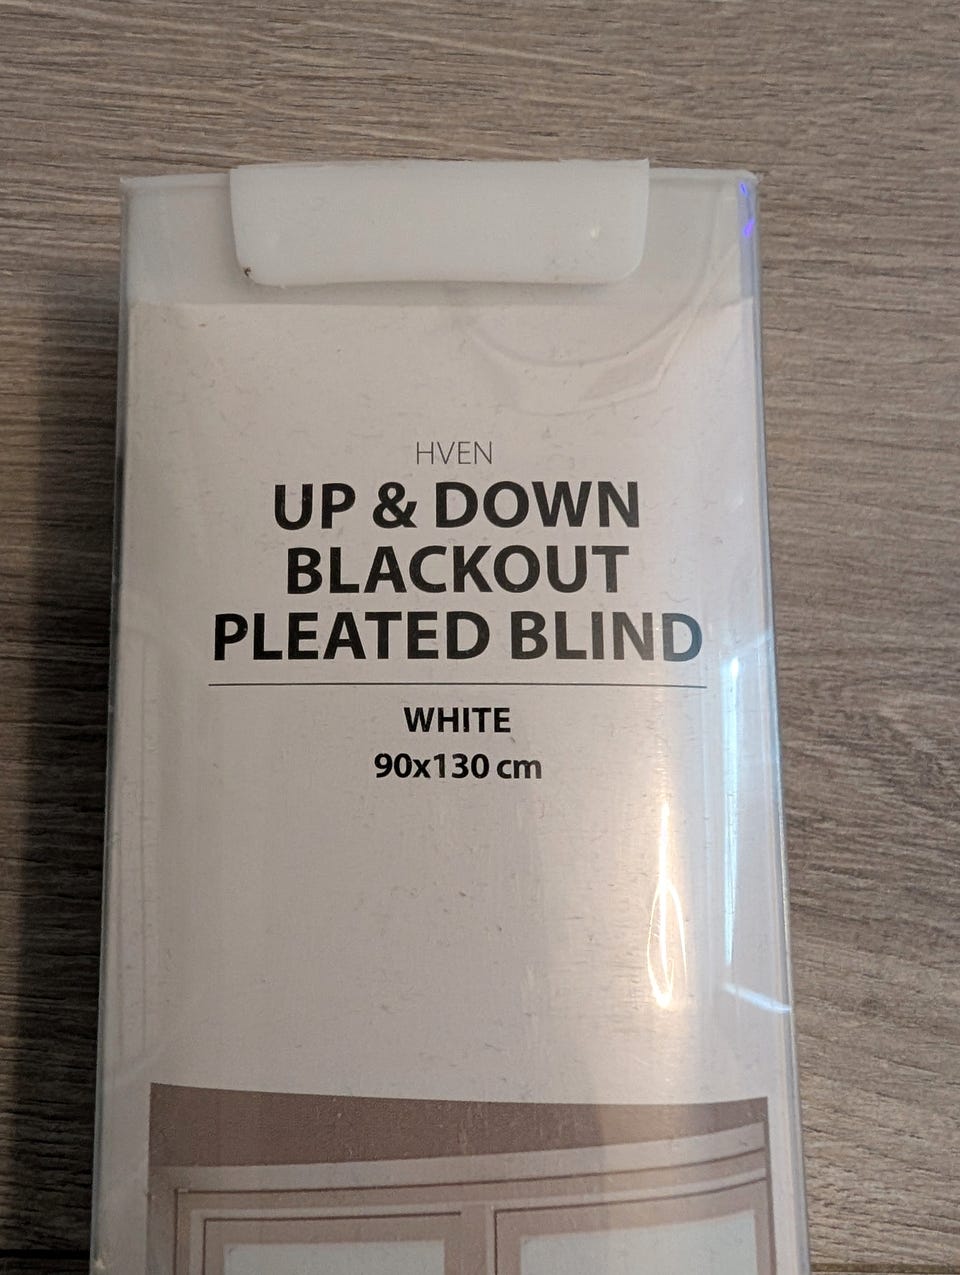 HVEN
UP & DOWN
BLACKOUT
PLEATED BLIND
WHITE
90x130 cm